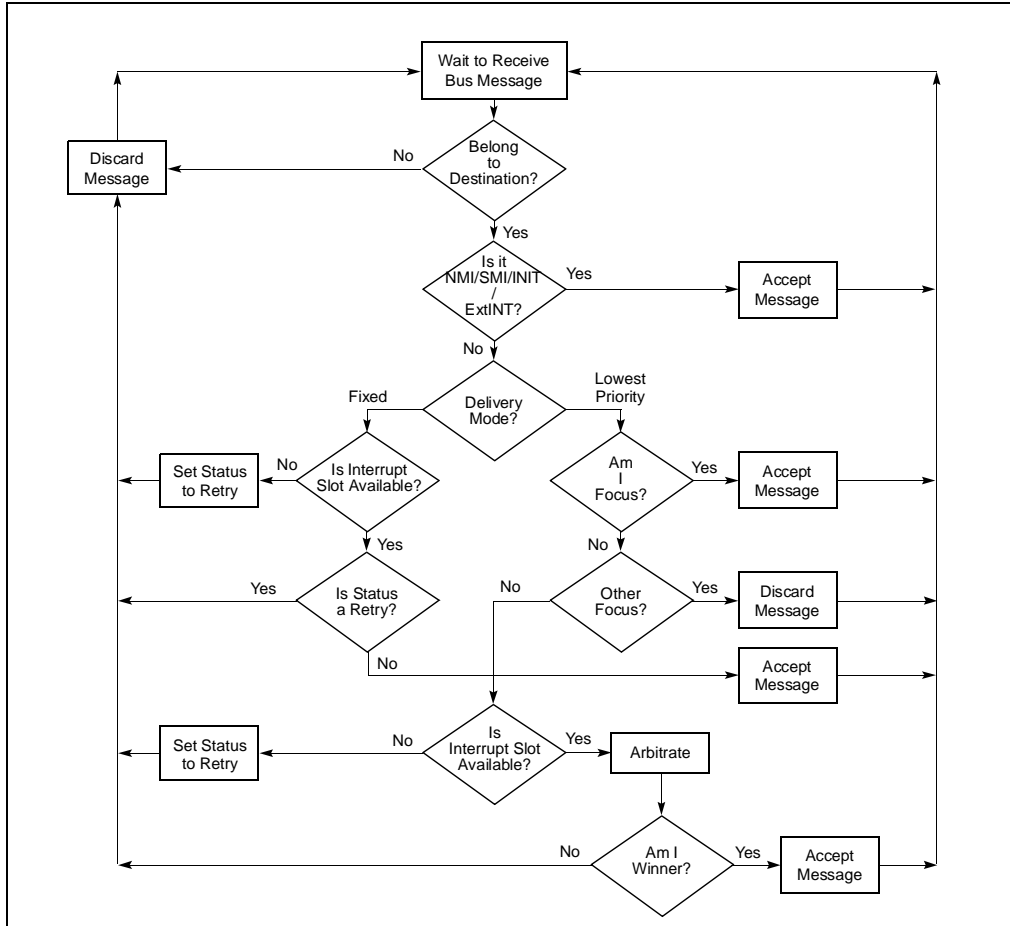 Wait to Receive
Bus Message
Belong
to
Destination?
No
Discard
Message
Yes
Is it
NMI/SMI/INIT
/
ExtINT?
Yes
Accept
Message
No
Delivery
Mode?
Fixed
Lowest
Priority
Set Status
to Retry
No
Is Interrupt
Slot Available?
Am
I
Focus?
Yes
Accept
Message
Yes
No
Yes
Is Status
a Retry?
No
Other
Focus?
Yes
Discard
Message
No
Accept
Message
Set Status
to Retry
No
Is
Interrupt Slot
Available?
Yes
Arbitrate
No
Am I
Winner?
Yes
Accept
Message